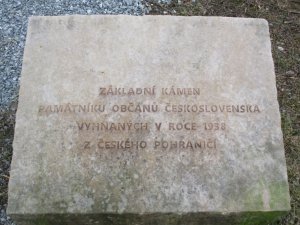 ZÁKLADNÍ KÁMEN
PAMÁTNÍKU OBČANŮ ČESKOSLOVENSKA
VYHNANÝCH V ROCE 1938
Z ČESKÉHO POHRANIČÍ